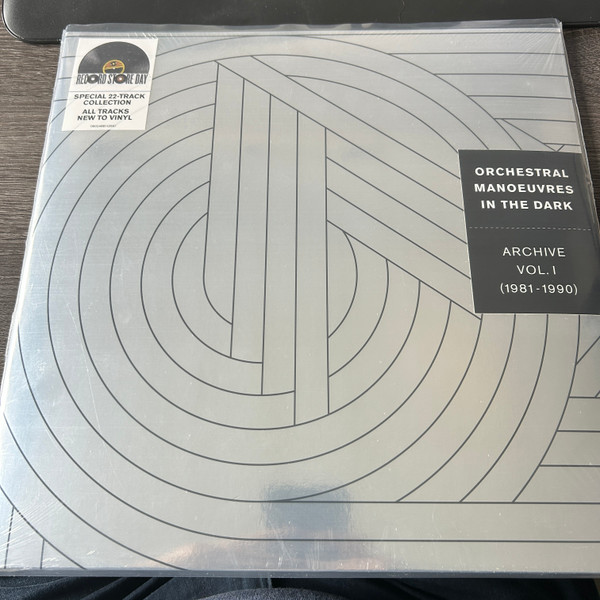 RECORD STORE DAY
SPECIAL 22-TRACK
COLLECTION
ALL TRACKS
NEW TO VINYL
ORCHESTRAL
MANOEUVRES
IN THE DARK
ARCHIVE
VOL. I
(1981-1990)